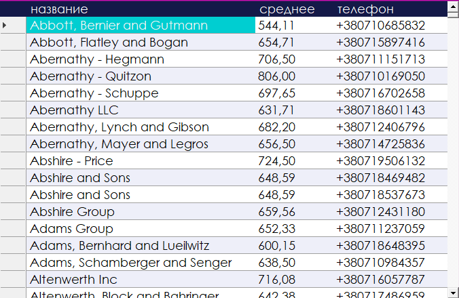 название среднее телефон
Abbott, Bernier and Gutmann 544,11 +380710685832
Abbott, Flatley and Bogan 654,71 +380715897416
Abernathy - Hegmann 706,50 +380711151713
Abernathy - Quitzon 806,00 +380710169050
Abernathy - Schuppe 697,65 +380716702658
Abernathy LLC 631,71 +380718601143
Abernathy, Lynch and Gibson 682,20 +380712406796
Abernathy, Mayer and Legros 656,50 +380714725836
Abshire - Price 724,50 +380719506132
Abshire and Sons 648,59 +380718469482
Abshire and Sons 648,59 +380718537673
Abshire Group 659,56 +380712431180
Adams Group 652,33 +380711237059
Adams, Bernhard and Lueilwitz 600,15 +380718648395
Adams, Schamberger and Senger 638,50 +380710984357
Altenwerth Inc 716,08 +380716057787
Altenwerth, Block and Bahringer 642,38 +380717486959